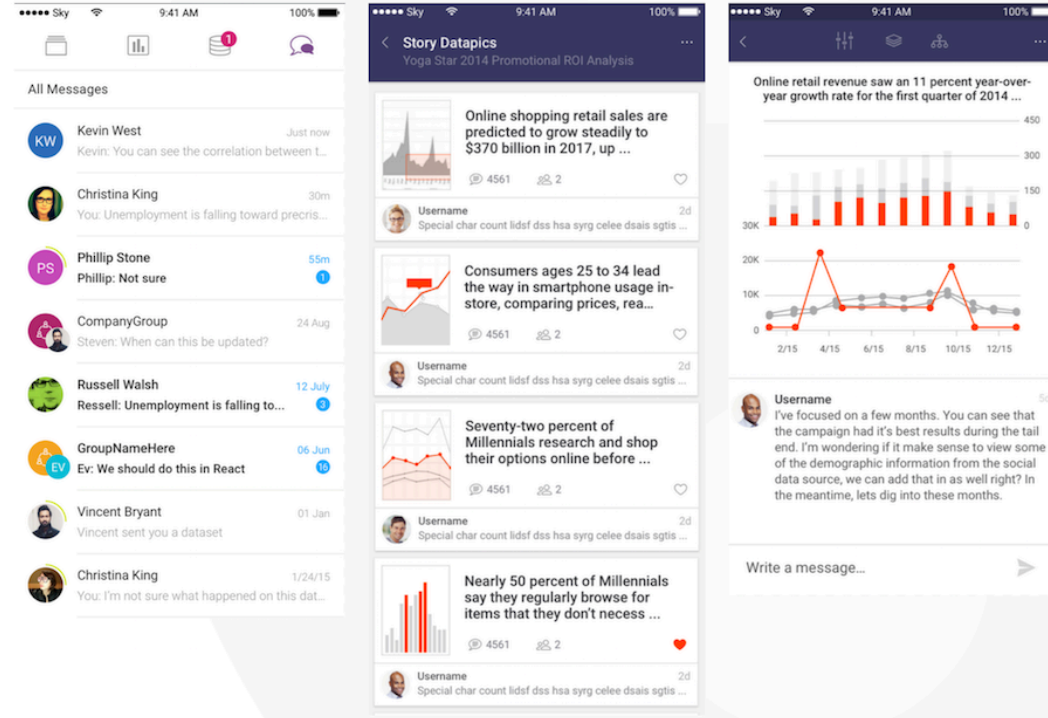 Sky 9:41 AM 100%
1
All Messages
KW
Kevin West Just now
Kevin: You can see the correlation between t...
Christina King 30m
You: Unemployment is falling toward precris...
PS
Phillip Stone 55m
Phillip: Not sure 1
CompanyGroup 24 Aug
Steven: When can this be updated?
Russell Walsh 12 July
Ressell: Unemployment is falling to... 3
GroupNameHere 06 Jun
EV
Ev: We should do this in React 16
Vincent Bryant 01 Jan
Vincent sent you a dataset
Christina King 1/24/15
You: I'm not sure what happened on this dat...
Sky 9:41 AM 100%
Story Datapics
Yoga Star 2014 Promotional ROI Analysis
Online shopping retail sales are
predicted to grow steadily to
$370 billion in 2017, up ...
4561 2
Username 2d
Special char count lidsf dss hsa syrg celee dsais sgtis ...
Consumers ages 25 to 34 lead
the way in smartphone usage in-
store, comparing prices, rea...
4561 2
Username 2d
Special char count lidsf dss hsa syrg celee dsais sgtis ...
Seventy-two percent of
Millennials research and shop
their options online before ...
4561 2
Username 2d
Special char count lidsf dss hsa syrg celee dsais sgtis ...
Nearly 50 percent of Millennials
say they regularly browse for
items that they don't necess ...
4561 2
Username 2d
Special char count lidsf dss hsa syrg celee dsais sgtis ...
Sky 9:41 AM 100%
Online retail revenue saw an 11 percent year-over-
year growth rate for the first quarter of 2014 ...
450
300
150
30K 0
20K
10K
0
2/15 4/15 6/15 8/15 10/15 12/15
Username
I've focused on a few months. You can see that
the campaign had it's best results during the tail
end. I'm wondering if it make sense to view some
of the demographic information from the social
data source, we can add that in as well right? In
the meantime, lets dig into these months.
Write a message...